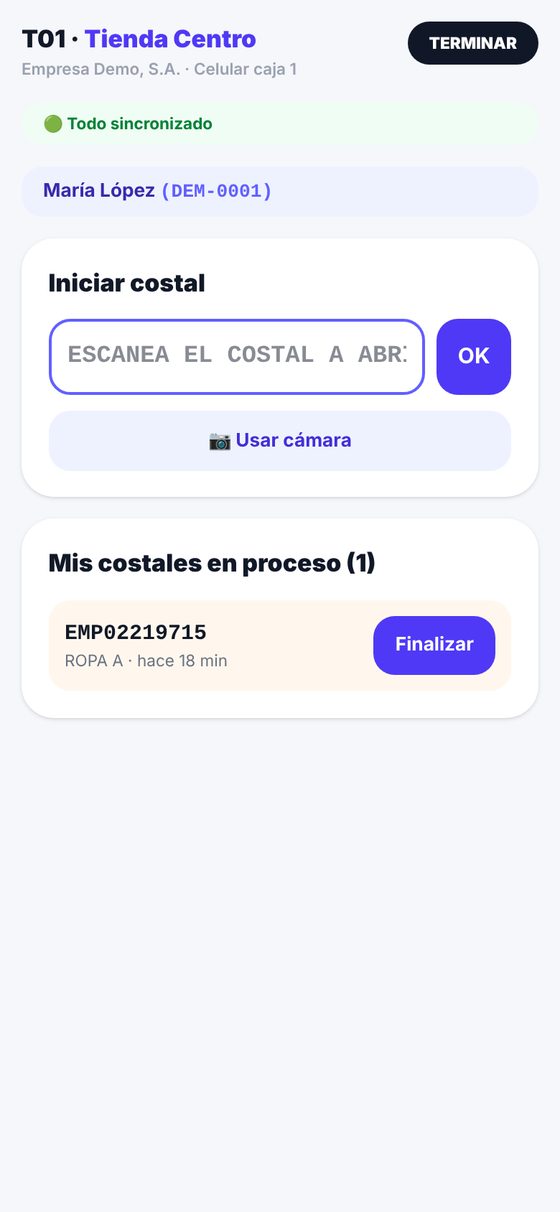 T01 · Tienda Centro
TERMINAR
Empresa Demo, S.A. · Celular caja 1
Todo sincronizado
María López (DEM-0001)
Iniciar costal
ESCANEA EL COSTAL A
OK
Usar cámara
Mis costales en proceso (1)
EMP02219715
ROPA A · hace 18 min
Finalizar